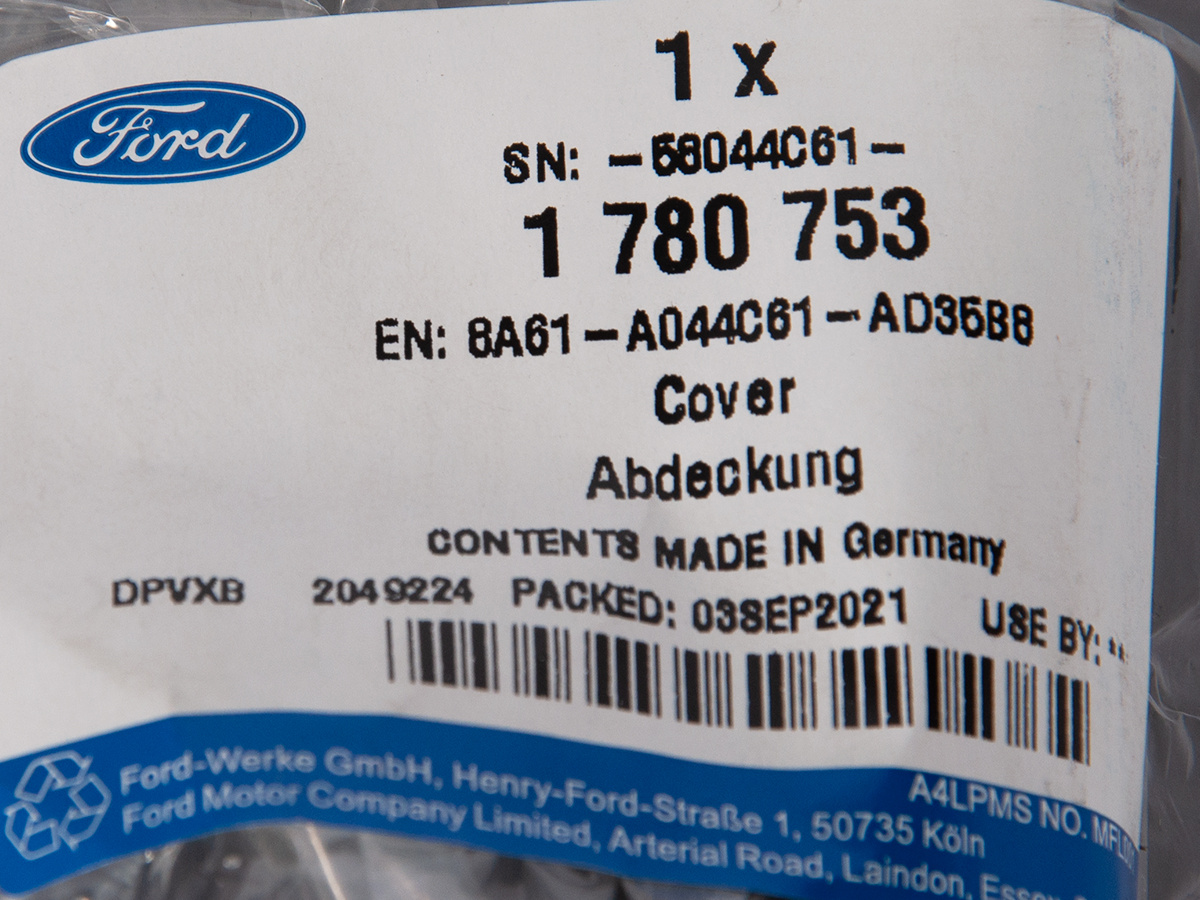 Ford
1 x
SN: -58044C61-
1 780 753
EN: 8A61-A044C61-AD35B8
Cover
Abdeckung
CONTENTS MADE IN Germany
DPVXB 2049224 PACKED: 03SEP2021 USE BY: **
A4LPMS NO.
Ford-Werke GmbH, Henry-Ford-Straße 1, 50735 Köln
Ford Motor Company Limited, Arterial Road, Laindon, Essex